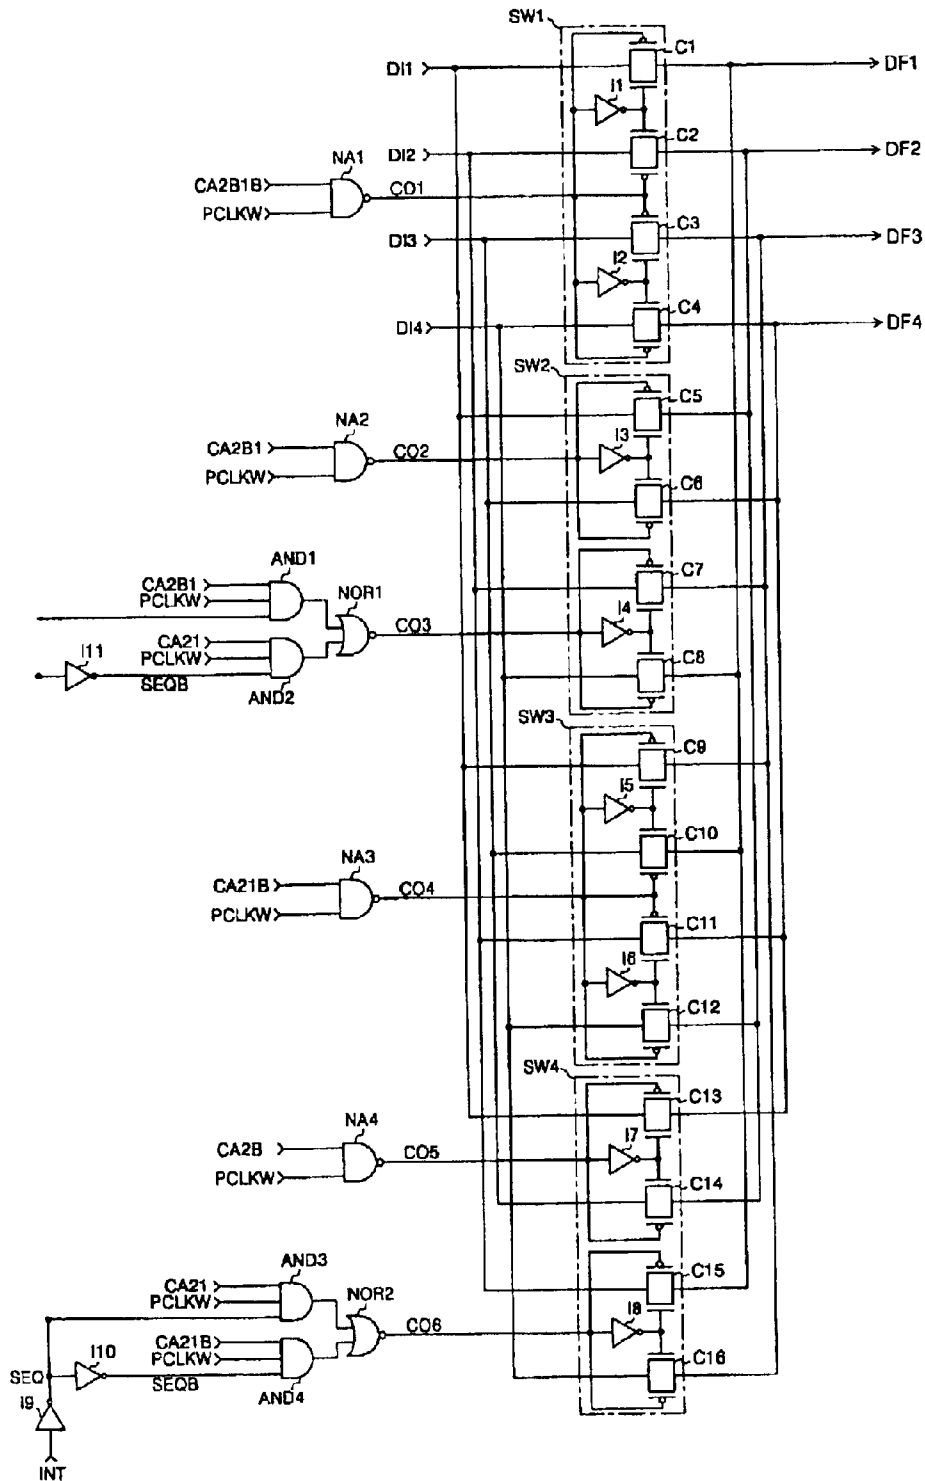 SW1
C1
DI1
DF1
I1
C2
DI2
DF2
NA1
CA2B1B
CO1
PCLKW
C3
DI3
DF3
I2
C4
DI4
DF4
SW2
C5
NA2
CA2B1
CO2
I3
PCLKW
C6
AND1
C7
CA2B1
PCLKW
NOR1
I4
CO3
CA21
PCLKW
I11
C8
SEQB
AND2
SW3
C9
I5
C10
NA3
CA21B
CO4
PCLKW
C11
I6
C12
SW4
C13
NA4
CA2B
CO5
I7
PCLKW
C14
AND3
C15
CA21
PCLKW
NOR2
I8
CO6
CA21B
I10
PCLKW
C16
SEQ
SEQB
AND4
I9
INT